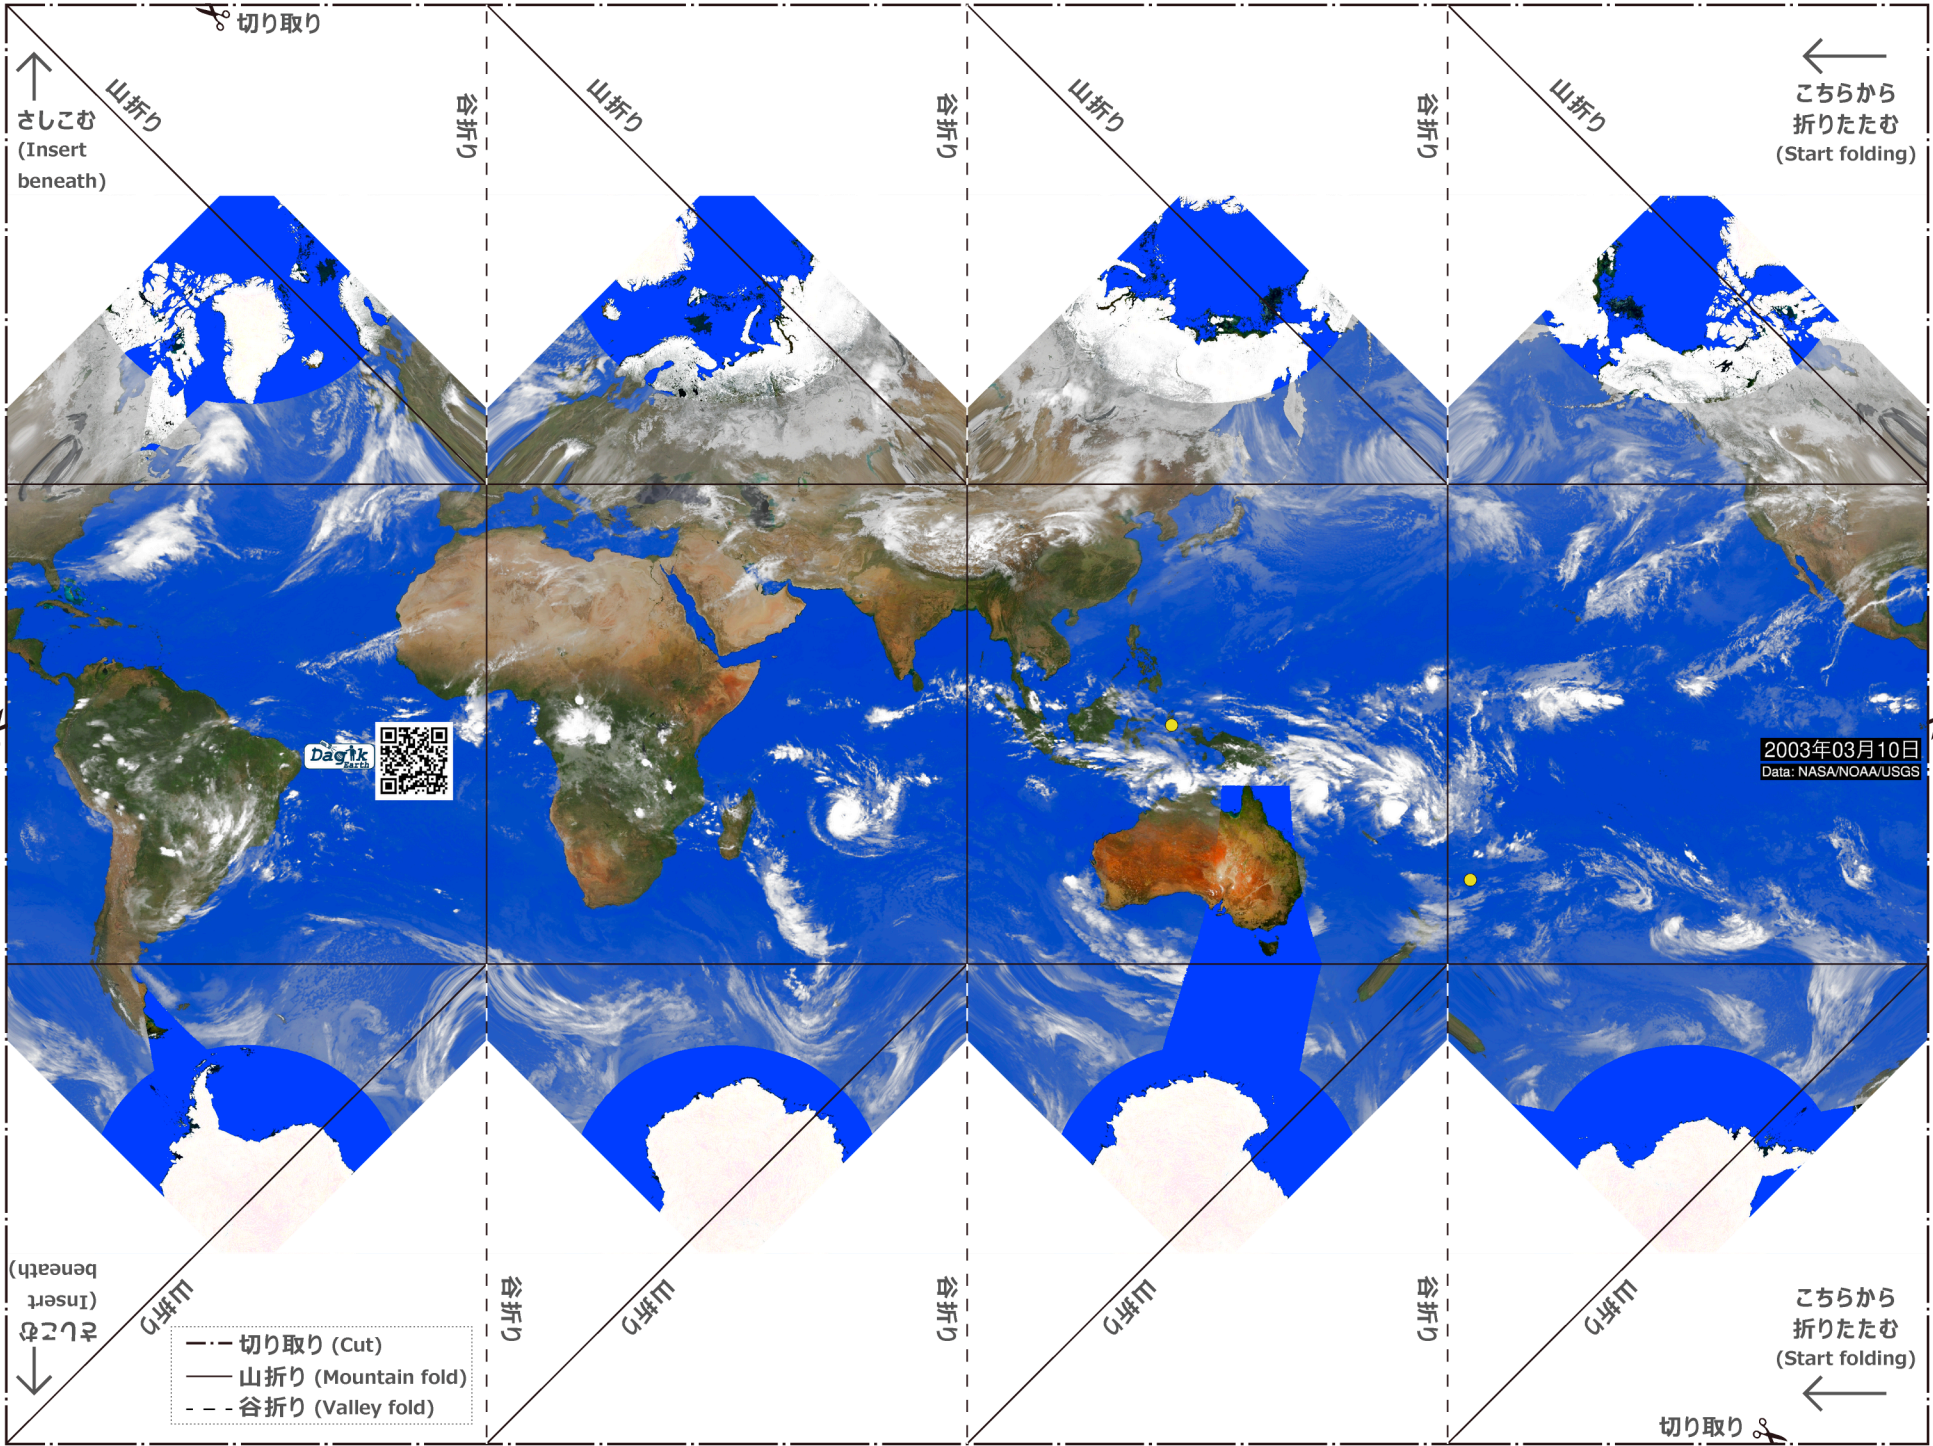 切り取り
山折り
谷折り
山折り
谷折り
山折り
谷折り
山折り
さしこむ
(Insert
beneath)
こちらから
折りたたむ
(Start folding)
Dagik
Earth
2003年03月10日
Data: NASA/NOAA/USGS
さしこむ
(Insert
beneath)
山折り
谷折り
山折り
谷折り
山折り
谷折り
山折り
こちらから
折りたたむ
(Start folding)
切り取り (Cut)
山折り (Mountain fold)
谷折り (Valley fold)
切り取り